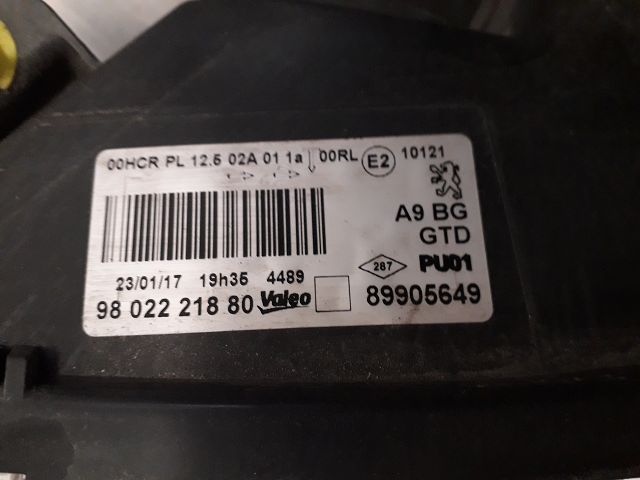 00HCR PL 12.5 02A 01 1a 00RL E2 10121
A9 BG
GTD
23/01/17 19h35 4489
287 PU01
98 022 218 80 Valeo 89905649